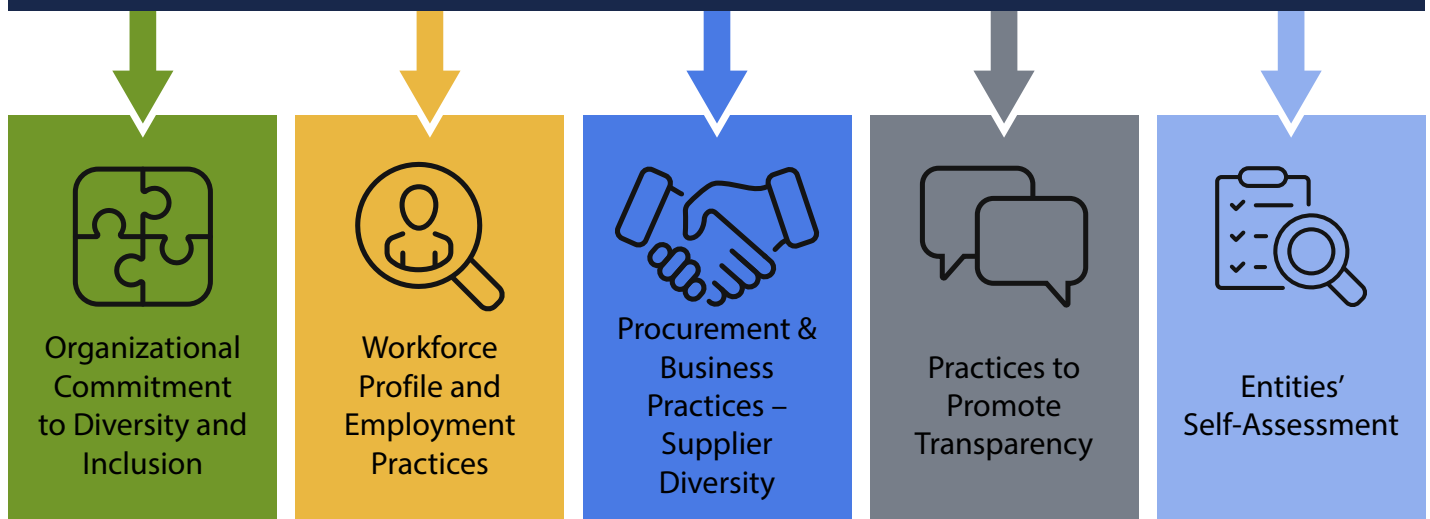 Organizational
Commitment
to Diversity and
Inclusion
Workforce
Profile and
Employment
Practices
Procurement &
Business
Practices –
Supplier
Diversity
Practices to
Promote
Transparency
Entities’
Self-Assessment